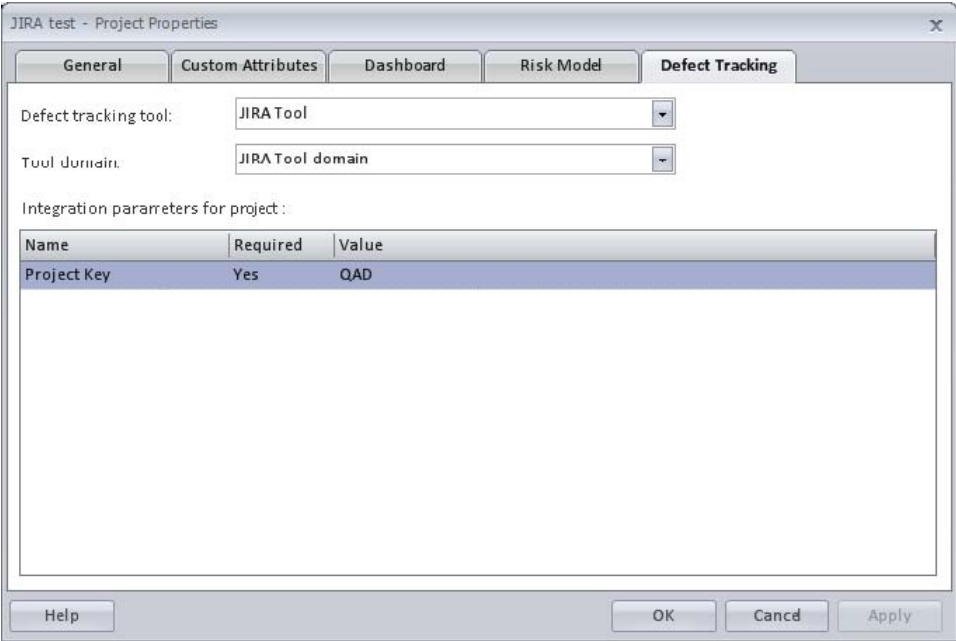 JIRA test - Project Properties
General Custom Attributes Dashboard Risk Model Defect Tracking
Defect tracking tool: JIRA Tool
Tool domain: JIRA Tool domain
Integration parameters for project :
Name Required Value
Project Key Yes QAD
Help OK Cancel Apply